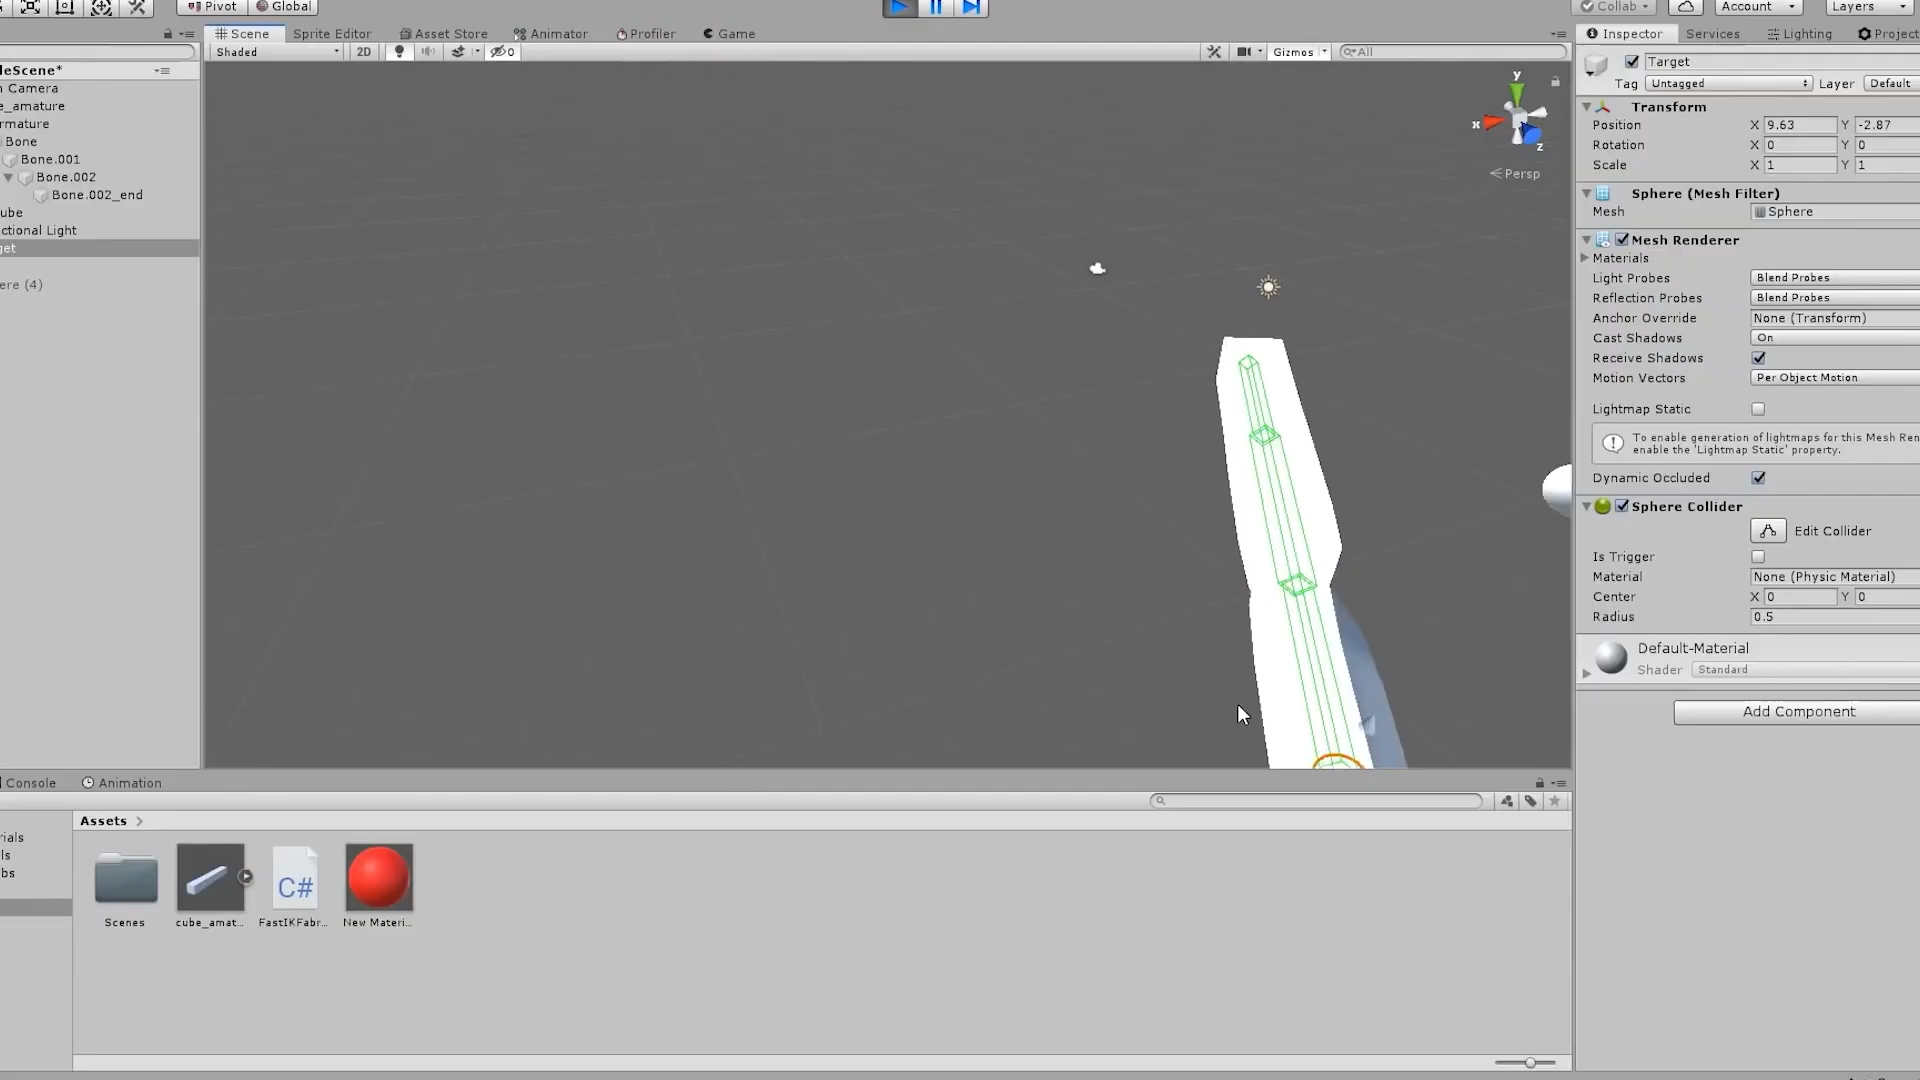 Pivot Global Collab Account Layers
Scene Sprite Editor Asset Store Animator Profiler Game Inspector Services Lighting Project
Shaded 2D 0 Gizmos All
Target
Tag Untagged Layer Default
leScene*
n Camera
e_amature
rmature
Bone
Bone.001
Bone.002
Bone.002_end
ube
ctional Light
get
ere (4)
y
x
z
Persp
Transform
Position X 9.63 Y -2.87
Rotation X 0 Y 0
Scale X 1 Y 1
Sphere (Mesh Filter)
Mesh Sphere
Mesh Renderer
Materials
Light Probes Blend Probes
Reflection Probes Blend Probes
Anchor Override None (Transform)
Cast Shadows On
Receive Shadows
Motion Vectors Per Object Motion
Lightmap Static
To enable generation of lightmaps for this Mesh Ren
enable the 'Lightmap Static' property.
Dynamic Occluded
Sphere Collider
Edit Collider
Is Trigger
Material None (Physic Material)
Center X 0 Y 0
Radius 0.5
Default-Material
Shader Standard
Add Component
Console Animation
Assets
rials
ls
bs
C#
Scenes cube_amat... FastIKFabr... New Materi...